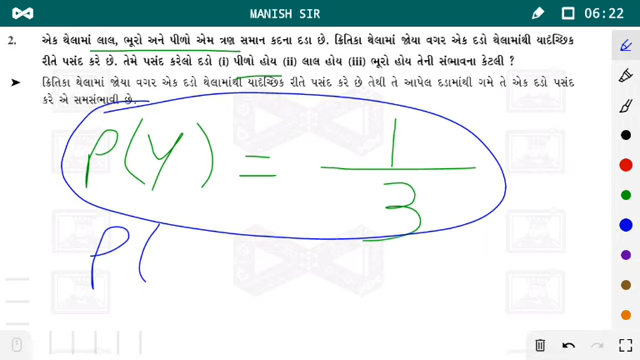 MANISH SIR
06:22
2. એક થેલામાં લાલ, ભૂરો અને પીળો એમ ત્રણ સમાન કદના દડા છે. ક્રિતિકા થેલામાં જોયા વગર એક દડો થેલામાંથી યાદૃચ્છિક
રીતે પસંદ કરે છે. તેમે પસંદ કરેલો દડો (i) પીળો હોય (ii) લાલ હોય (iii) ભૂરો હોય તેની સંભાવના કેટલી ?
➤ ક્રિતિકા થેલામાં જોયા વગર એક દડો થેલામાંથી યાદૃચ્છિક રીતે પસંદ કરે છે તેથી તે આપેલ દડામાંથી ગમે તે એક દડો પસંદ
કરે એ સમસંભાવી છે.
P(Y) = 1/3
P(